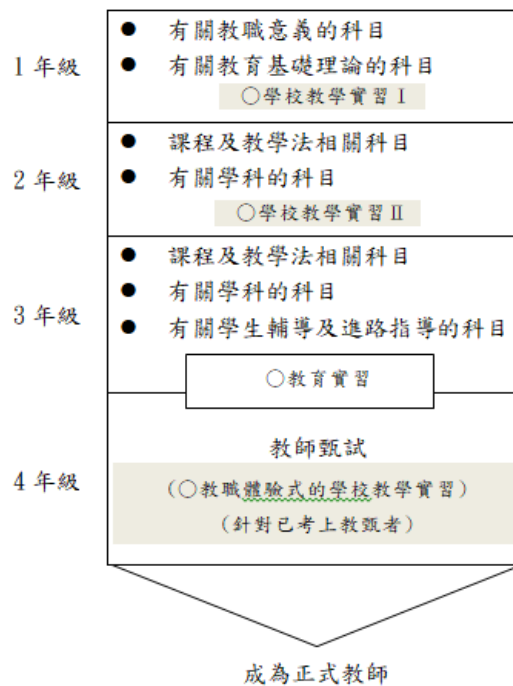 1 年級
● 有關教職意義的科目
● 有關教育基礎理論的科目
○學校教學實習Ⅰ
2 年級
● 課程及教學法相關科目
● 有關學科的科目
○學校教學實習Ⅱ
3 年級
● 課程及教學法相關科目
● 有關學科的科目
● 有關學生輔導及進路指導的科目
○教育實習
4 年級
教師甄試
(○教職體驗式的學校教學實習)
(針對已考上教甄者)
成為正式教師